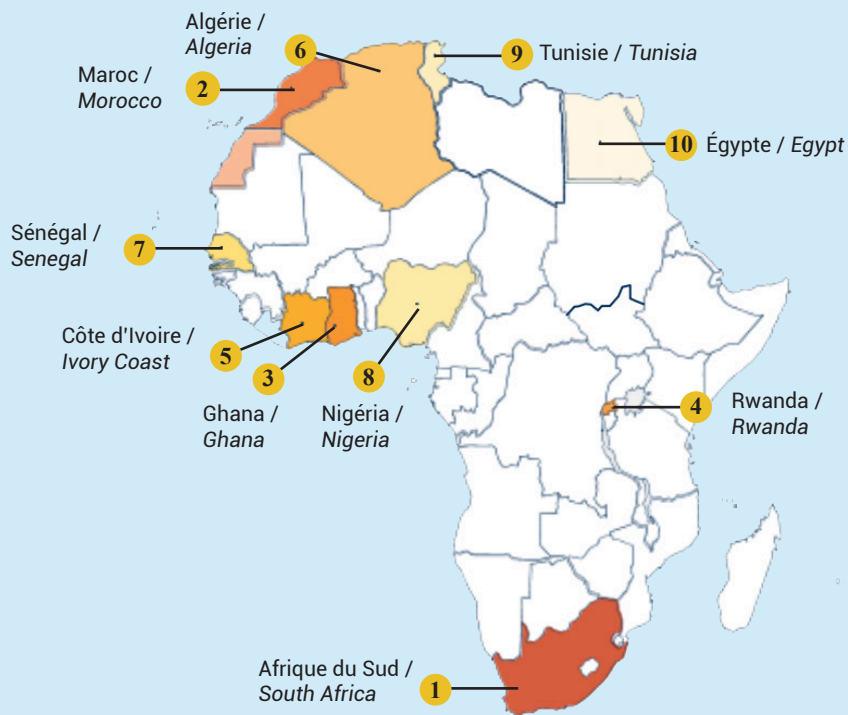 Algérie /
Algeria
6
9
Tunisie / Tunisia
Maroc /
Morocco
2
10
Égypte / Egypt
Sénégal /
Senegal
7
Côte d'Ivoire /
Ivory Coast
5
3
Ghana /
Ghana
8
Nigéria /
Nigeria
4
Rwanda /
Rwanda
Afrique du Sud /
South Africa
1